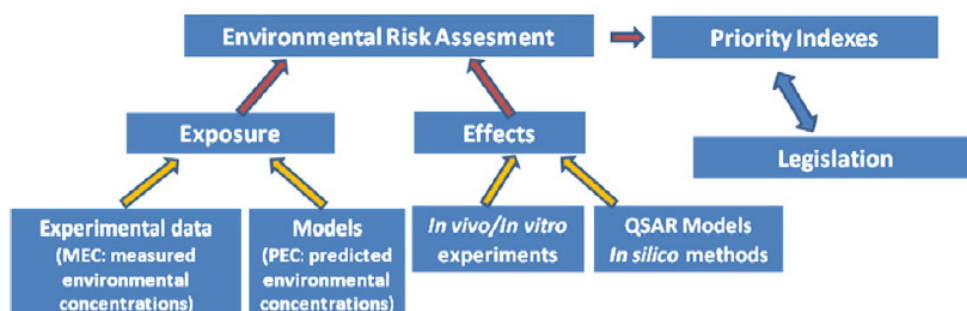 Environmental Risk Assesment
Priority Indexes
Exposure
Effects
Legislation
Experimental data
(MEC: measured
environmental
concentrations)
Models
(PEC: predicted
environmental
concentrations)
In vivo/In vitro
experiments
QSAR Models
In silico methods